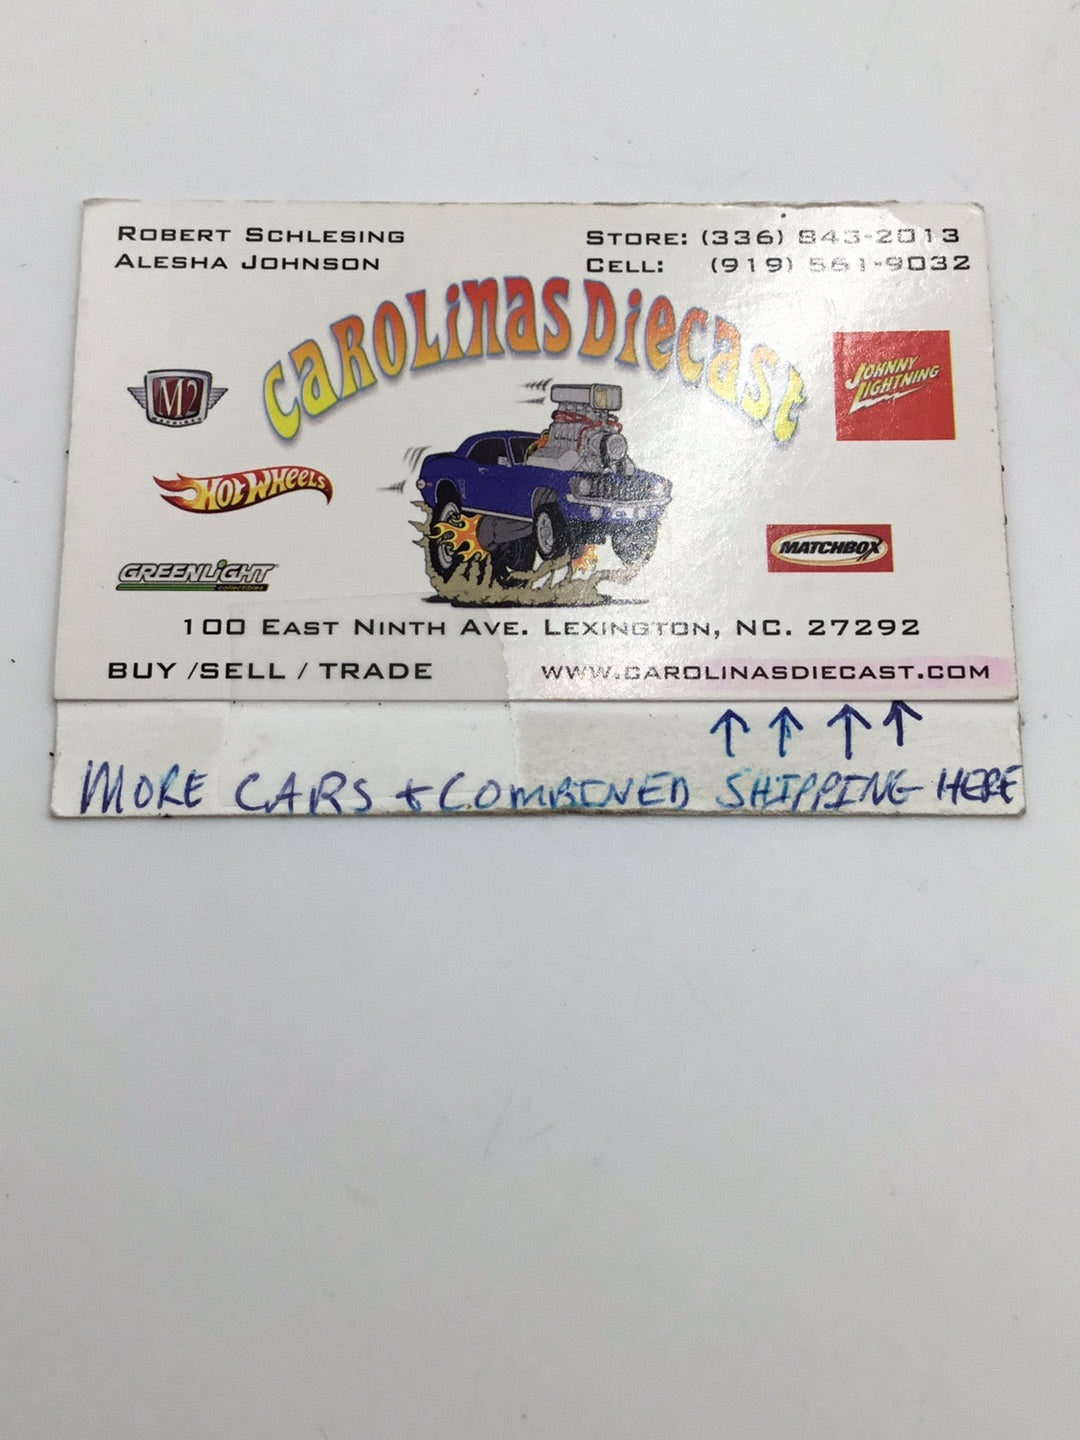 ROBERT SCHLESING
ALESHA JOHNSON
STORE: (336) 843-2013
CELL: (919) 561-9032
CAROLINAS DIECAST
M2
MACHINES
JOHNNY
LIGHTNING
HOT WHEELS
MATCHBOX
GREENLIGHT
collectibles
100 EAST NINTH AVE. LEXINGTON, NC. 27292
BUY /SELL / TRADE
WWW.CAROLINASDIECAST.COM
MORE CARS + COMBINED SHIPPING HERE